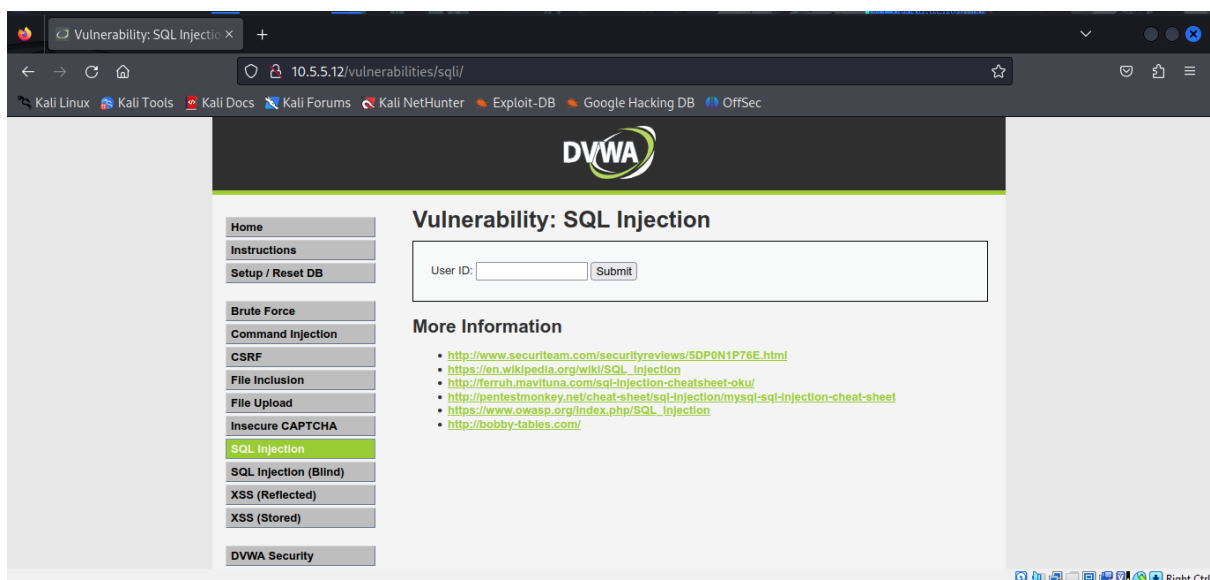 Vulnerability: SQL Injectio
10.5.5.12/vulnerabilities/sqli/
Kali Linux Kali Tools Kali Docs Kali Forums Kali NetHunter Exploit-DB Google Hacking DB OffSec
DVWA
Home
Instructions
Setup / Reset DB
Brute Force
Command Injection
CSRF
File Inclusion
File Upload
Insecure CAPTCHA
SQL Injection
SQL Injection (Blind)
XSS (Reflected)
XSS (Stored)
DVWA Security
Vulnerability: SQL Injection
User ID: Submit
More Information
http://www.securiteam.com/securityreviews/5DP0N1P76E.html
https://en.wikipedia.org/wiki/SQL_injection
http://ferruh.mavituna.com/sql-injection-cheatsheet-oku/
http://pentestmonkey.net/cheat-sheet/sql-injection/mysql-sql-injection-cheat-sheet
https://www.owasp.org/index.php/SQL_Injection
http://bobby-tables.com/
Right Ctrl